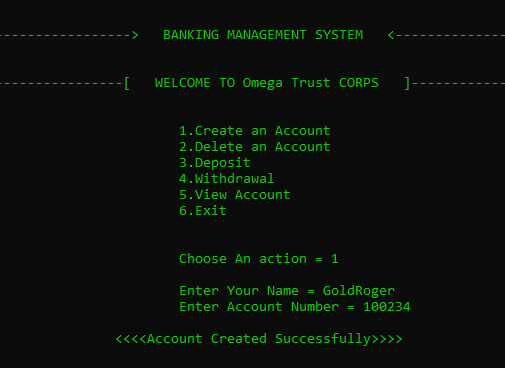 ----------------->   BANKING MANAGEMENT SYSTEM   <--------------
----------------[   WELCOME TO Omega Trust CORPS   ]------------
1.Create an Account
2.Delete an Account
3.Deposit
4.Withdrawal
5.View Account
6.Exit
Choose An action = 1
Enter Your Name = GoldRoger
Enter Account Number = 100234
<<<<Account Created Successfully>>>>